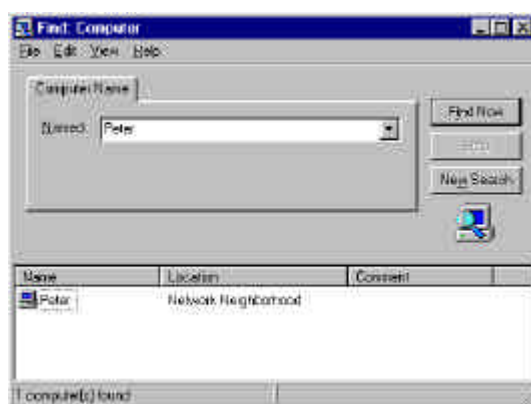 Find: Computer
File Edit View Help
Computer Name
Named: Peter
Find Now
Stop
New Search
Name Location Comment
Peter Network Neighborhood
1 computer(s) found